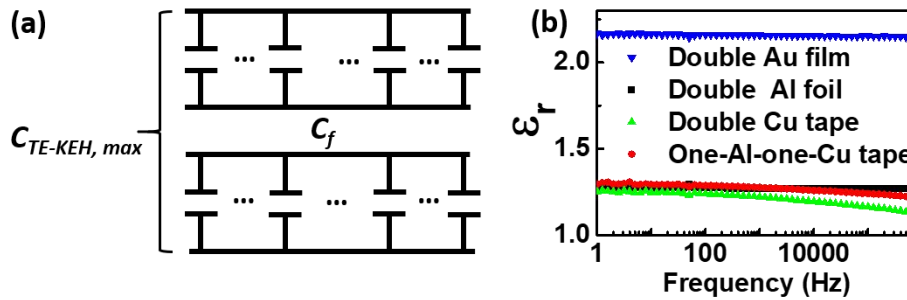 (a)
... ... ...
C_f
C_TE-KEH, max
... ... ...
(b)
ε_r
2.0
1.5
1.0
Double Au film
Double Al foil
Double Cu tape
One-Al-one-Cu tape
1 100 10000
Frequency (Hz)